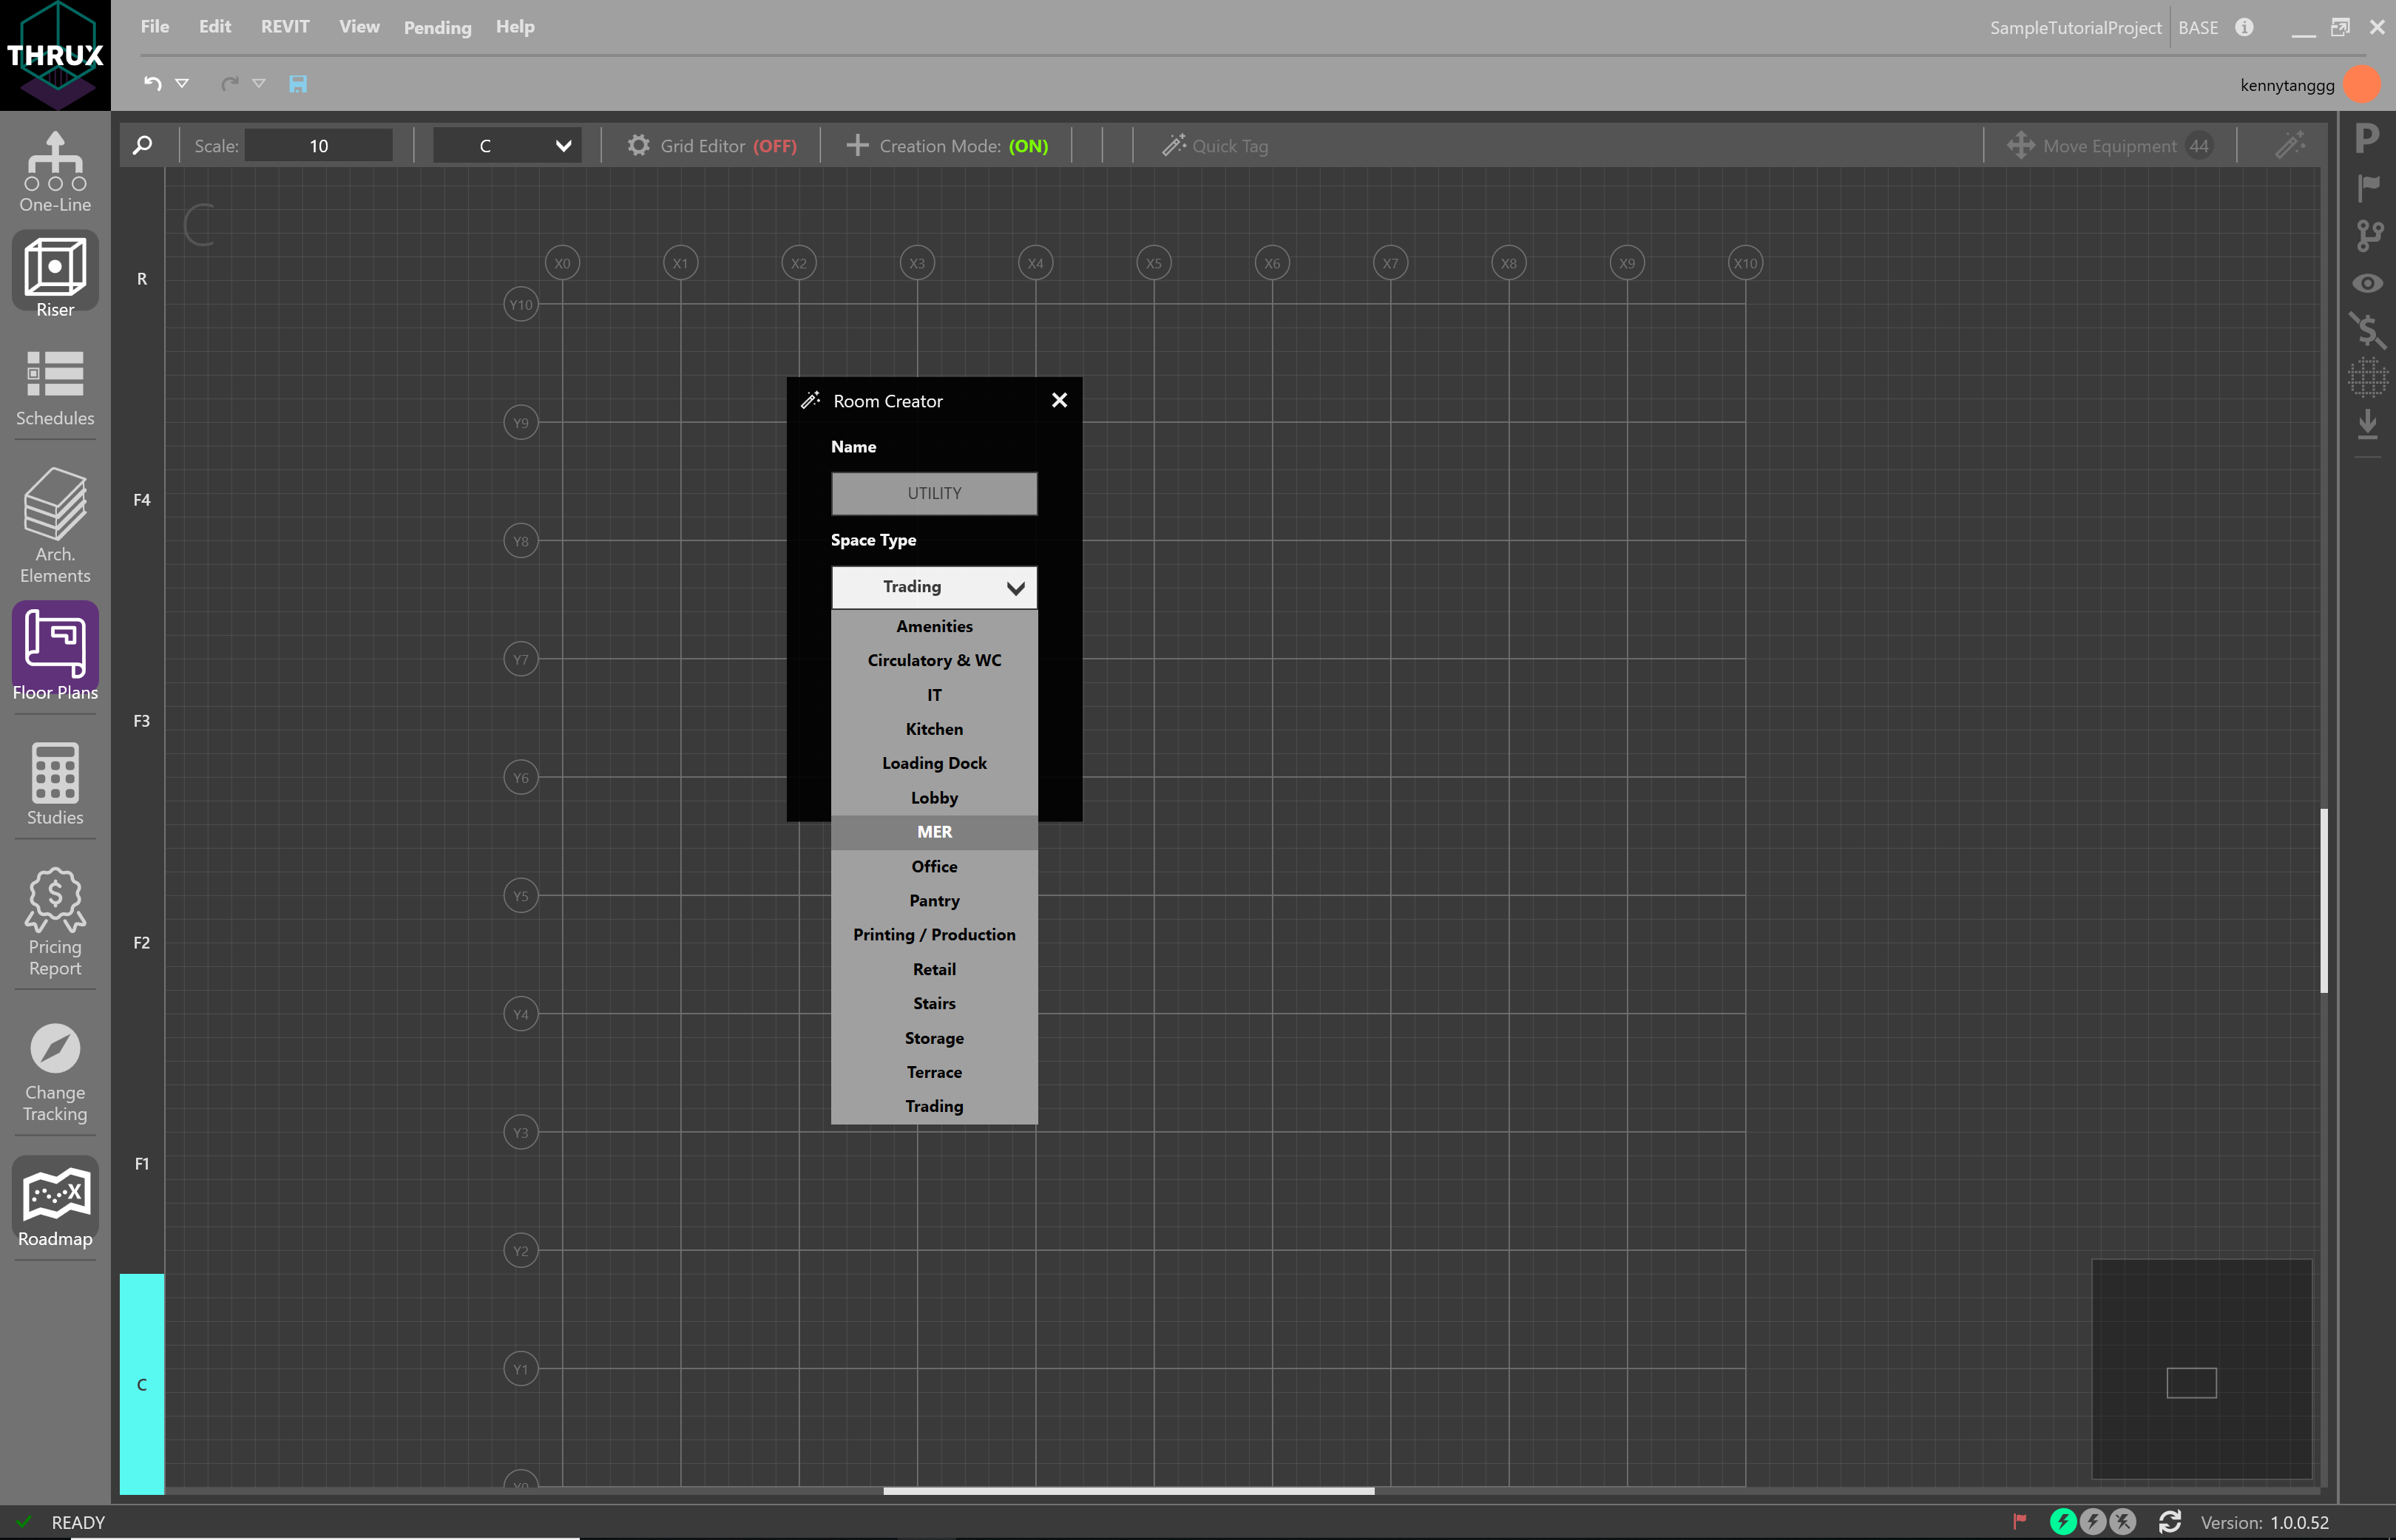 THRUX
File Edit REVIT View Pending Help
SampleTutorialProject BASE
kennytanggg
Scale: 10 C Grid Editor (OFF) Creation Mode: (ON) Quick Tag Move Equipment 44
One-Line
Riser
Schedules
Arch.
Elements
Floor Plans
Studies
Pricing
Report
Change
Tracking
Roadmap
R
F4
F3
F2
F1
C
C
X0 X1 X2 X3 X4 X5 X6 X7 X8 X9 X10
Y10
Y9
Y8
Y7
Y6
Y5
Y4
Y3
Y2
Y1
Y0
Room Creator
Name
UTILITY
Space Type
Trading
Amenities
Circulatory & WC
IT
Kitchen
Loading Dock
Lobby
MER
Office
Pantry
Printing / Production
Retail
Stairs
Storage
Terrace
Trading
P
READY
Version: 1.0.0.52